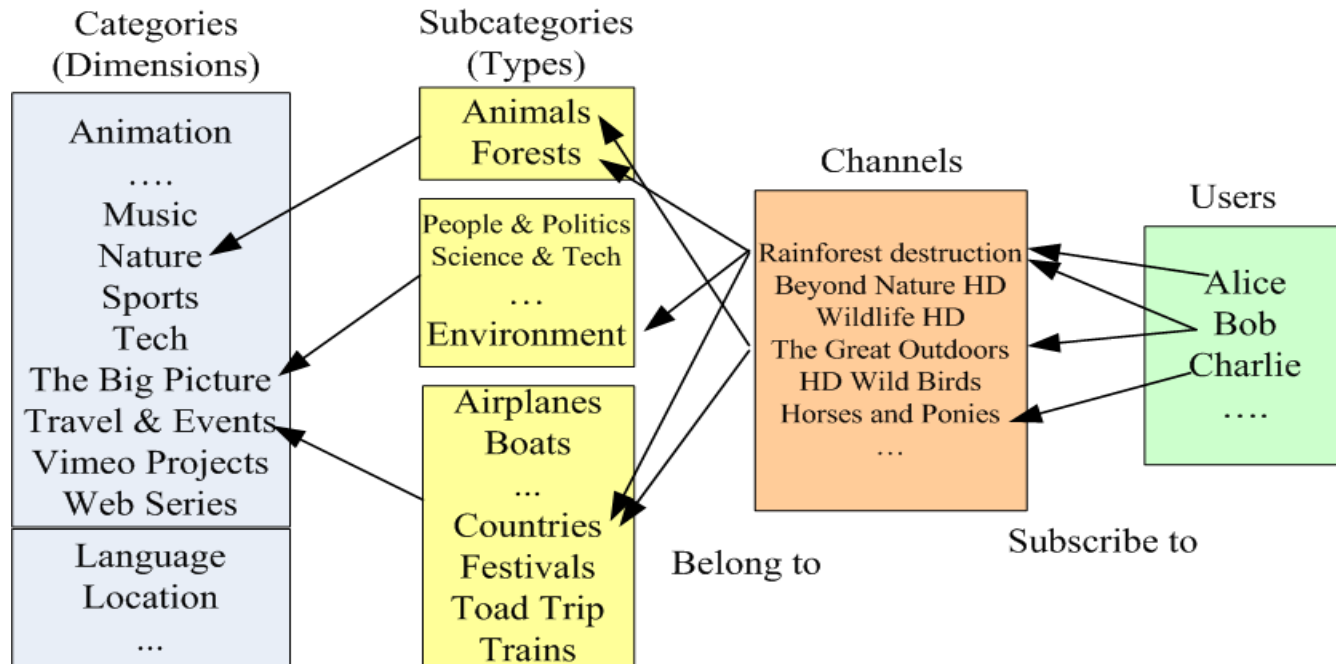 Categories
(Dimensions)
Animation
....
Music
Nature
Sports
Tech
The Big Picture
Travel & Events
Vimeo Projects
Web Series
Language
Location
...
Subcategories
(Types)
Animals
Forests
People & Politics
Science & Tech
...
Environment
Airplanes
Boats
...
Countries
Festivals
Toad Trip
Trains
Belong to
Channels
Rainforest destruction
Beyond Nature HD
Wildlife HD
The Great Outdoors
HD Wild Birds
Horses and Ponies
...
Subscribe to
Users
Alice
Bob
Charlie
....